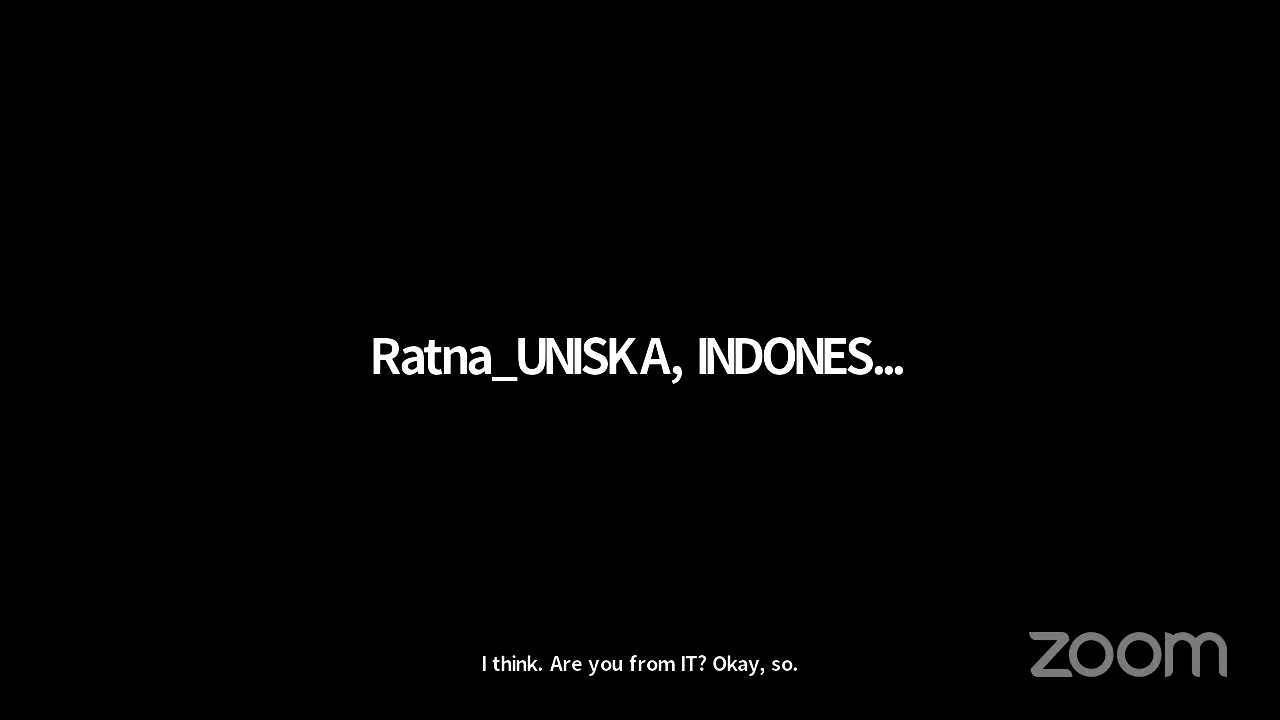 Ratna_UNISKA, INDONES...
I think. Are you from IT? Okay, so.
zoom